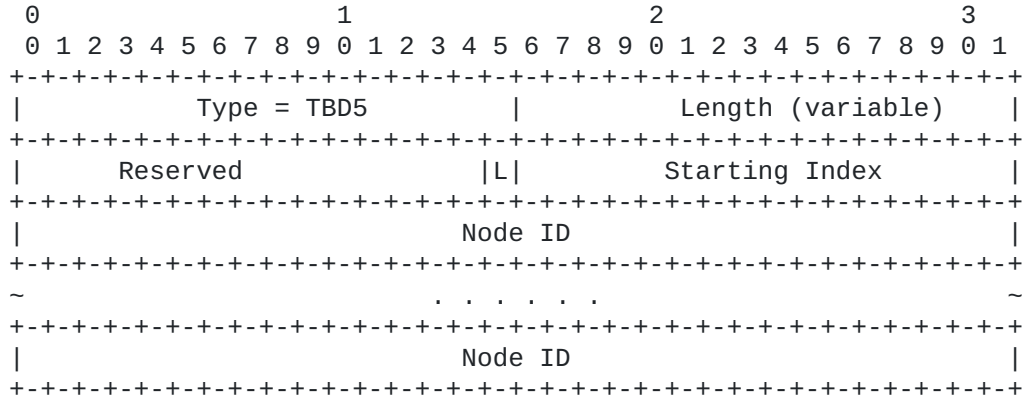 0                   1                   2                   3
 0 1 2 3 4 5 6 7 8 9 0 1 2 3 4 5 6 7 8 9 0 1 2 3 4 5 6 7 8 9 0 1
+-+-+-+-+-+-+-+-+-+-+-+-+-+-+-+-+-+-+-+-+-+-+-+-+-+-+-+-+-+-+-+-+
|           Type = TBD5         |          Length (variable)    |
+-+-+-+-+-+-+-+-+-+-+-+-+-+-+-+-+-+-+-+-+-+-+-+-+-+-+-+-+-+-+-+-+
|      Reserved               |L|         Starting Index        |
+-+-+-+-+-+-+-+-+-+-+-+-+-+-+-+-+-+-+-+-+-+-+-+-+-+-+-+-+-+-+-+-+
|                            Node ID                            |
+-+-+-+-+-+-+-+-+-+-+-+-+-+-+-+-+-+-+-+-+-+-+-+-+-+-+-+-+-+-+-+-+
~                          . . . . . .                          ~
+-+-+-+-+-+-+-+-+-+-+-+-+-+-+-+-+-+-+-+-+-+-+-+-+-+-+-+-+-+-+-+-+
|                            Node ID                            |
+-+-+-+-+-+-+-+-+-+-+-+-+-+-+-+-+-+-+-+-+-+-+-+-+-+-+-+-+-+-+-+-+